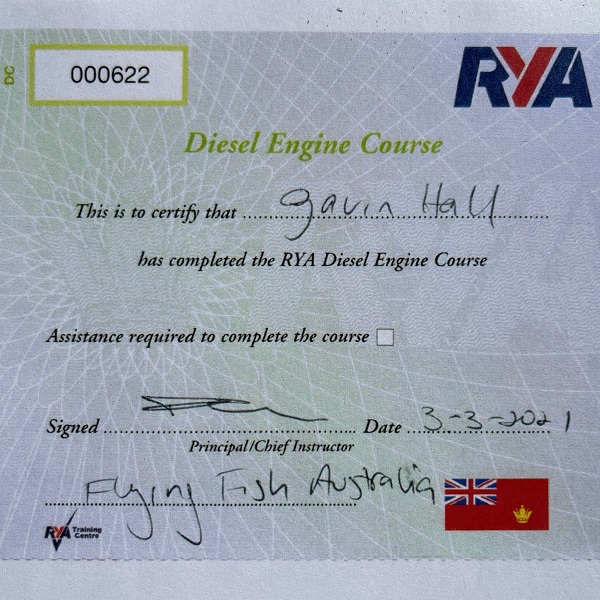 DC
000622
RYA
Diesel Engine Course
This is to certify that Gavin Hall
has completed the RYA Diesel Engine Course
Assistance required to complete the course
Signed Date 3-3-2021
Principal/Chief Instructor
Flying Fish Australia
RYA Training
Centre